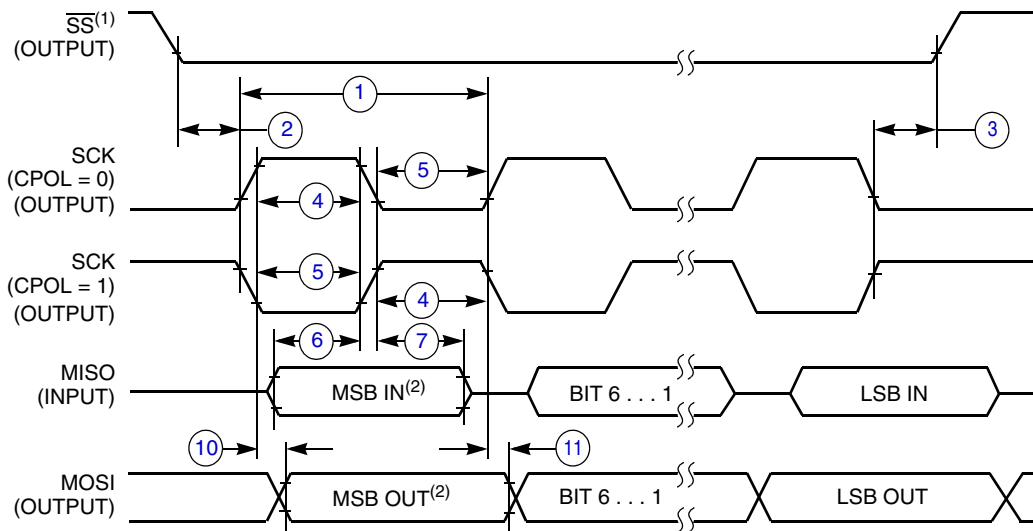 SS(1)
(OUTPUT)
1
2
3
SCK
(CPOL = 0)
(OUTPUT)
5
4
SCK
(CPOL = 1)
(OUTPUT)
5
4
6
7
MISO
(INPUT)
MSB IN(2)
BIT 6 . . . 1
LSB IN
10
11
MOSI
(OUTPUT)
MSB OUT(2)
BIT 6 . . . 1
LSB OUT